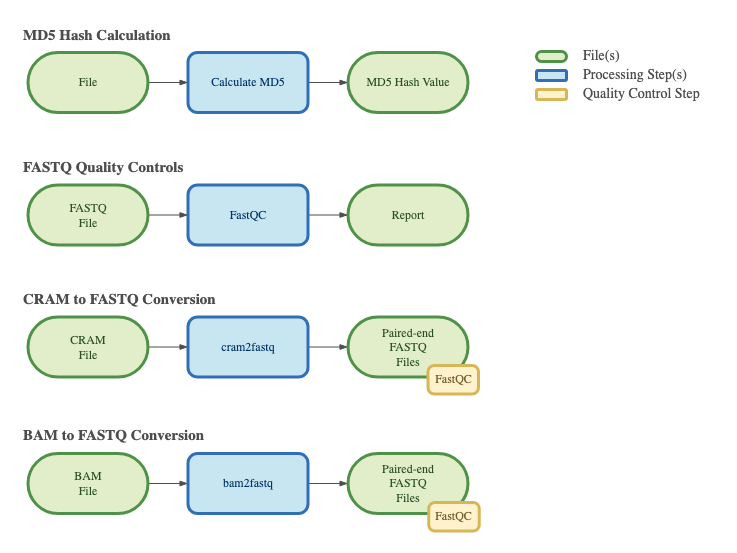 MD5 Hash Calculation
File
Calculate MD5
MD5 Hash Value
File(s)
Processing Step(s)
Quality Control Step
FASTQ Quality Controls
FASTQ
File
FastQC
Report
CRAM to FASTQ Conversion
CRAM
File
cram2fastq
Paired-end
FASTQ
Files
FastQC
BAM to FASTQ Conversion
BAM
File
bam2fastq
Paired-end
FASTQ
Files
FastQC